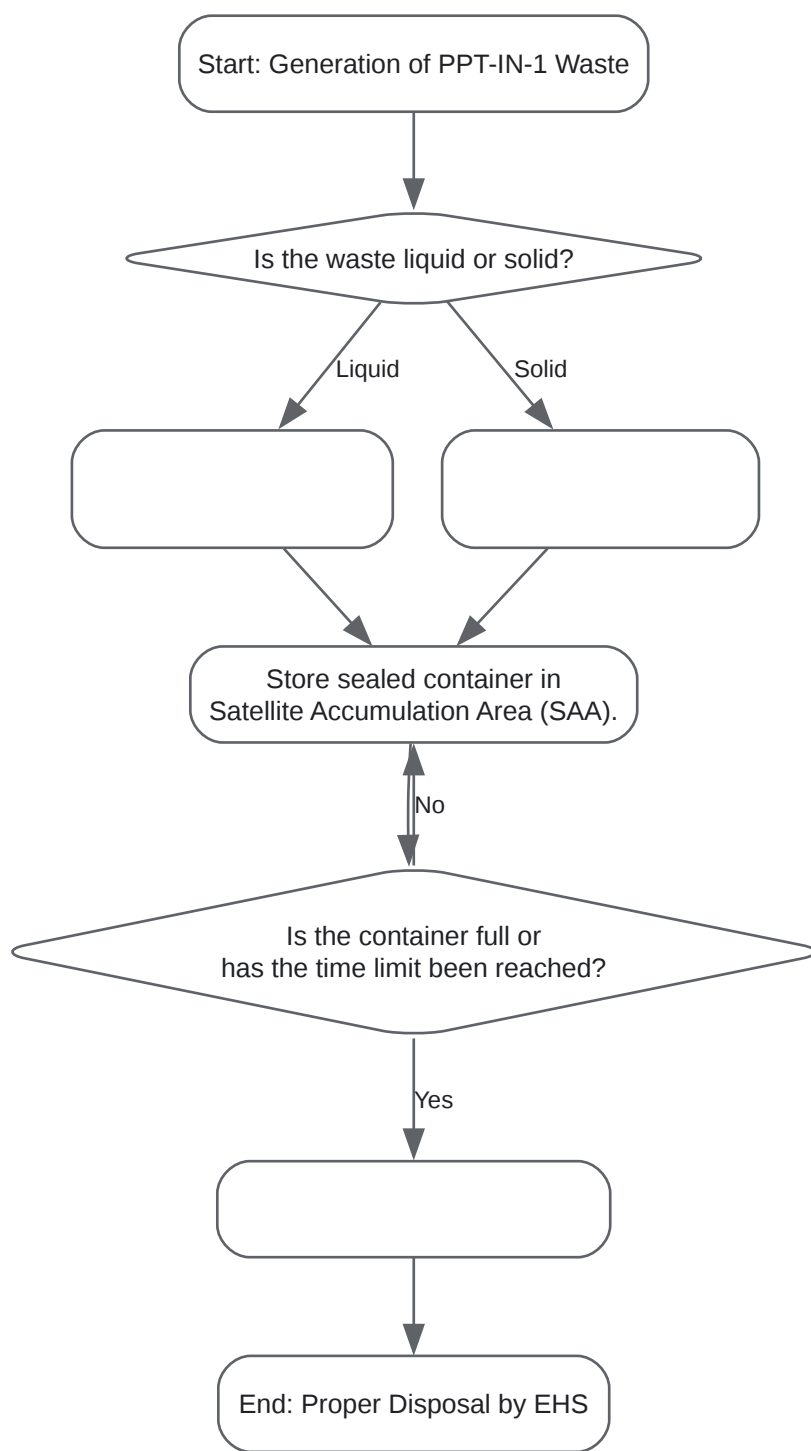 Start: Generation of PPT-IN-1 Waste
Is the waste liquid or solid?
Liquid
Solid
Store sealed container in
Satellite Accumulation Area (SAA).
No
Is the container full or
has the time limit been reached?
Yes
End: Proper Disposal by EHS